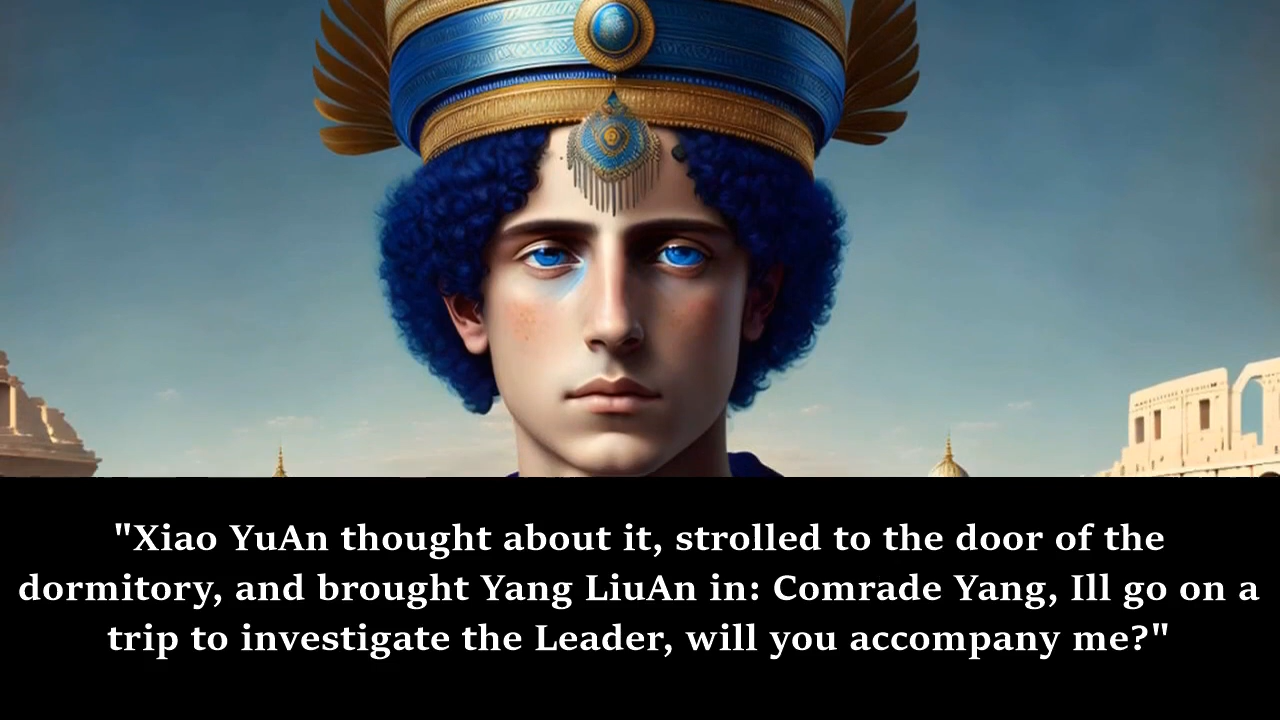 "Xiao YuAn thought about it, strolled to the door of the
dormitory, and brought Yang LiuAn in: Comrade Yang, Ill go on a
trip to investigate the Leader, will you accompany me?"